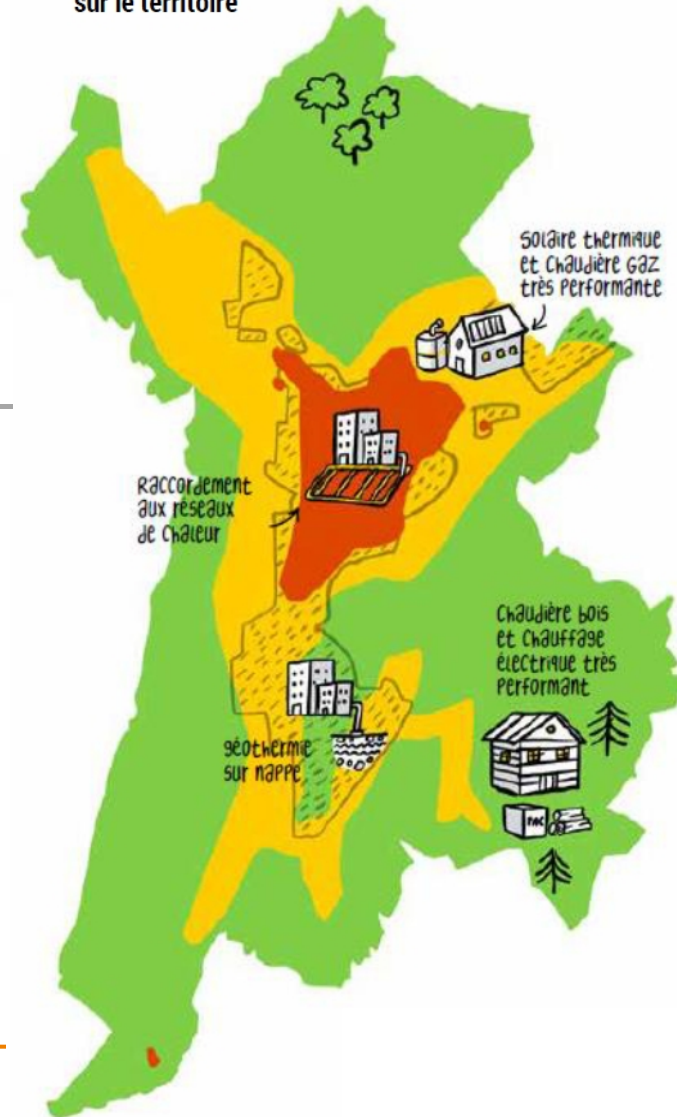 sur le territoire
Solaire thermique
et chaudière gaz
très performante
Raccordement
aux réseaux
de chaleur
Chaudière bois
et chauffage
électrique très
performant
géothermie
sur nappe
PAC